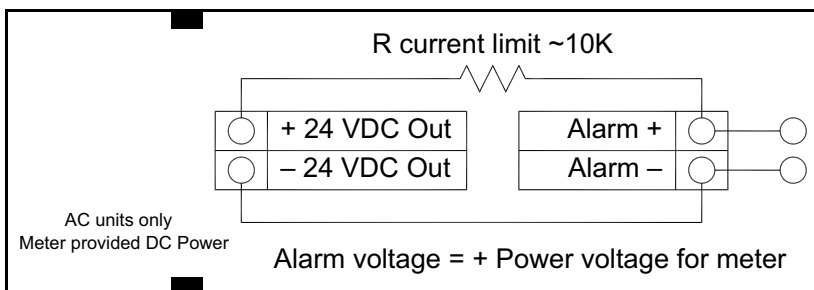 R current limit ~10K
+ 24 VDC Out
Alarm +
– 24 VDC Out
Alarm –
AC units only
Meter provided DC Power
Alarm voltage = + Power voltage for meter